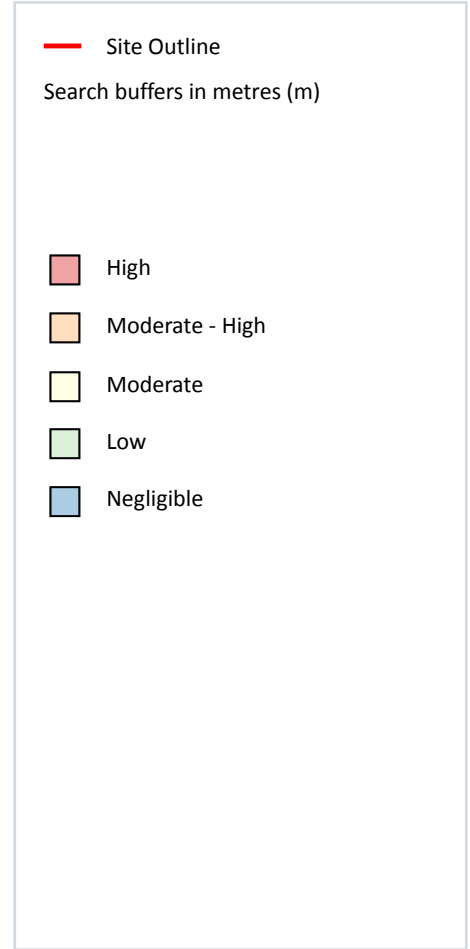 Site Outline
Search buffers in metres (m)
High
Moderate - High
Moderate
Low
Negligible